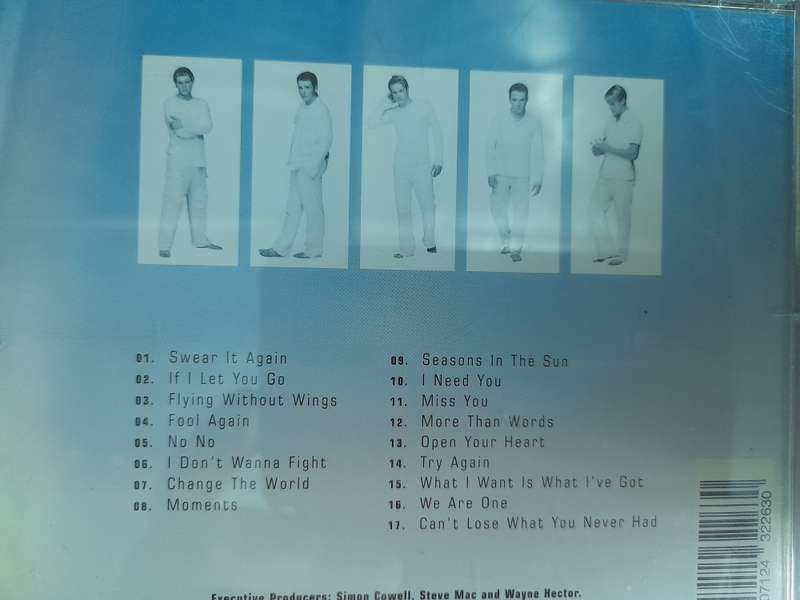 01. Swear It Again
02. If I Let You Go
03. Flying Without Wings
04. Fool Again
05. No No
06. I Don't Wanna Fight
07. Change The World
08. Moments
09. Seasons In The Sun
10. I Need You
11. Miss You
12. More Than Words
13. Open Your Heart
14. Try Again
15. What I Want Is What I've Got
16. We Are One
17. Can't Lose What You Never Had
Executive Producers: Simon Cowell, Steve Mac and Wayne Hector.
07124 322630